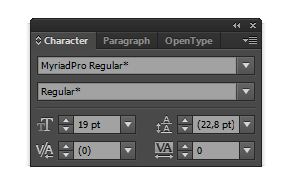 Character Paragraph OpenType
MyriadPro Regular*
Regular*
19 pt (22,8 pt)
(0) 0